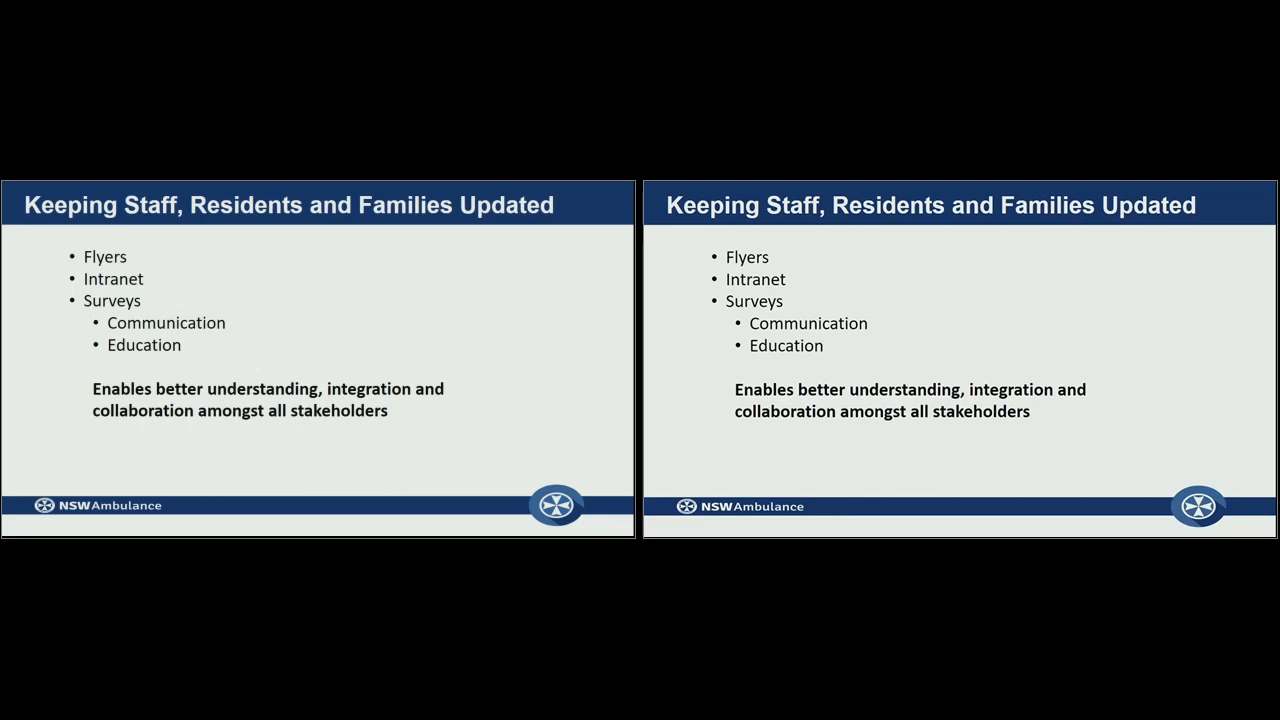 Keeping Staff, Residents and Families Updated
• Flyers
• Intranet
• Surveys
• Communication
• Education
Enables better understanding, integration and
collaboration amongst all stakeholders
NSW Ambulance
Keeping Staff, Residents and Families Updated
• Flyers
• Intranet
• Surveys
• Communication
• Education
Enables better understanding, integration and
collaboration amongst all stakeholders
NSW Ambulance